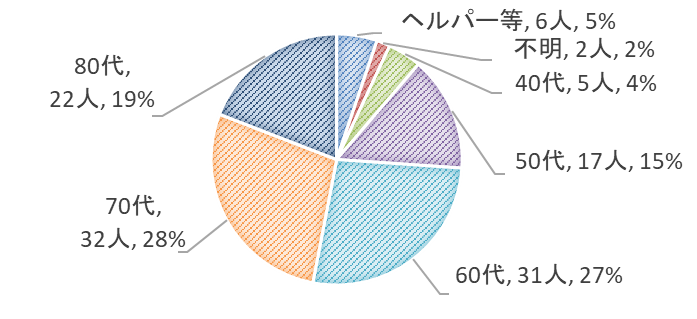 ヘルパー等, 6人, 5%
不明, 2人, 2%
40代, 5人, 4%
50代, 17人, 15%
60代, 31人, 27%
70代,
32人, 28%
80代,
22人, 19%